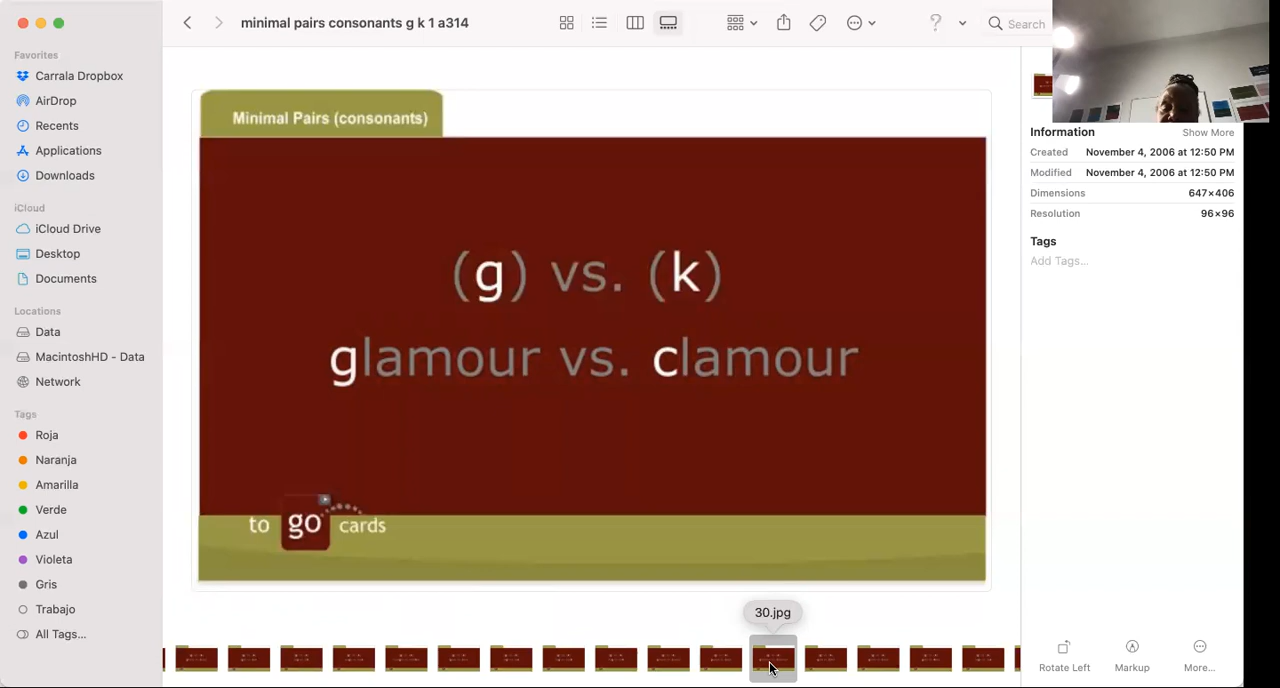 minimal pairs consonants g k 1 a314
Search
Favorites
Carrala Dropbox
AirDrop
Recents
Applications
Downloads
iCloud
iCloud Drive
Desktop
Documents
Locations
Data
MacintoshHD - Data
Network
Tags
Roja
Naranja
Amarilla
Verde
Azul
Violeta
Gris
Trabajo
All Tags...
Minimal Pairs (consonants)
(g) vs. (k)
glamour vs. clamour
to go cards
30.jpg
Information Show More
Created November 4, 2006 at 12:50 PM
Modified November 4, 2006 at 12:50 PM
Dimensions 647×406
Resolution 96×96
Tags
Add Tags...
Rotate Left Markup More...